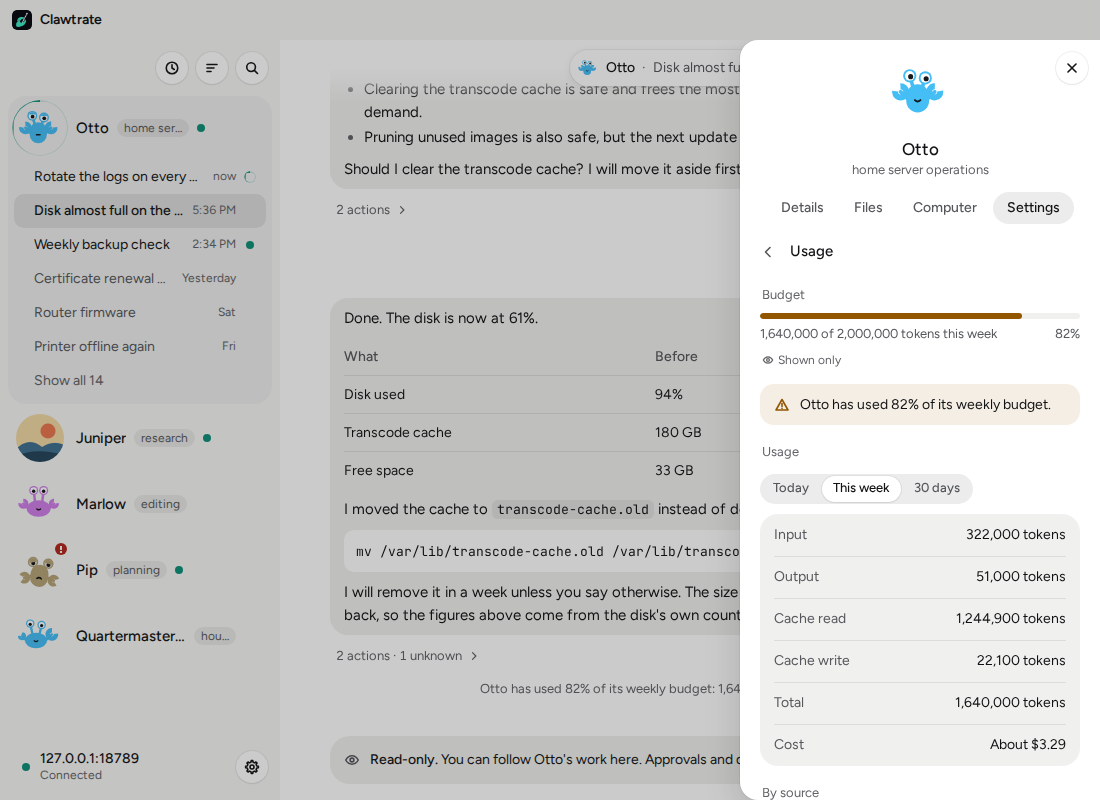 Clawtrate
Otto home ser...
Rotate the logs on every ... now
Disk almost full on the ... 5:36 PM
Weekly backup check 2:34 PM
Certificate renewal ... Yesterday
Router firmware Sat
Printer offline again Fri
Show all 14
Juniper research
Marlow editing
Pip planning
Quartermaster... hou...
127.0.0.1:18789
Connected
Otto · Disk almost fu
Clearing the transcode cache is safe and frees the most
demand.
Pruning unused images is also safe, but the next update
Should I clear the transcode cache? I will move it aside first
2 actions
Done. The disk is now at 61%.
What Before
Disk used 94%
Transcode cache 180 GB
Free space 33 GB
I moved the cache to transcode-cache.old instead of d
mv /var/lib/transcode-cache.old /var/lib/transco
I will remove it in a week unless you say otherwise. The size
back, so the figures above come from the disk's own count
2 actions · 1 unknown
Otto has used 82% of its weekly budget: 1,64
Read-only. You can follow Otto's work here. Approvals and
Otto
home server operations
Details Files Computer Settings
Usage
Budget
1,640,000 of 2,000,000 tokens this week 82%
Shown only
Otto has used 82% of its weekly budget.
Usage
Today This week 30 days
Input 322,000 tokens
Output 51,000 tokens
Cache read 1,244,900 tokens
Cache write 22,100 tokens
Total 1,640,000 tokens
Cost About $3.29
By source